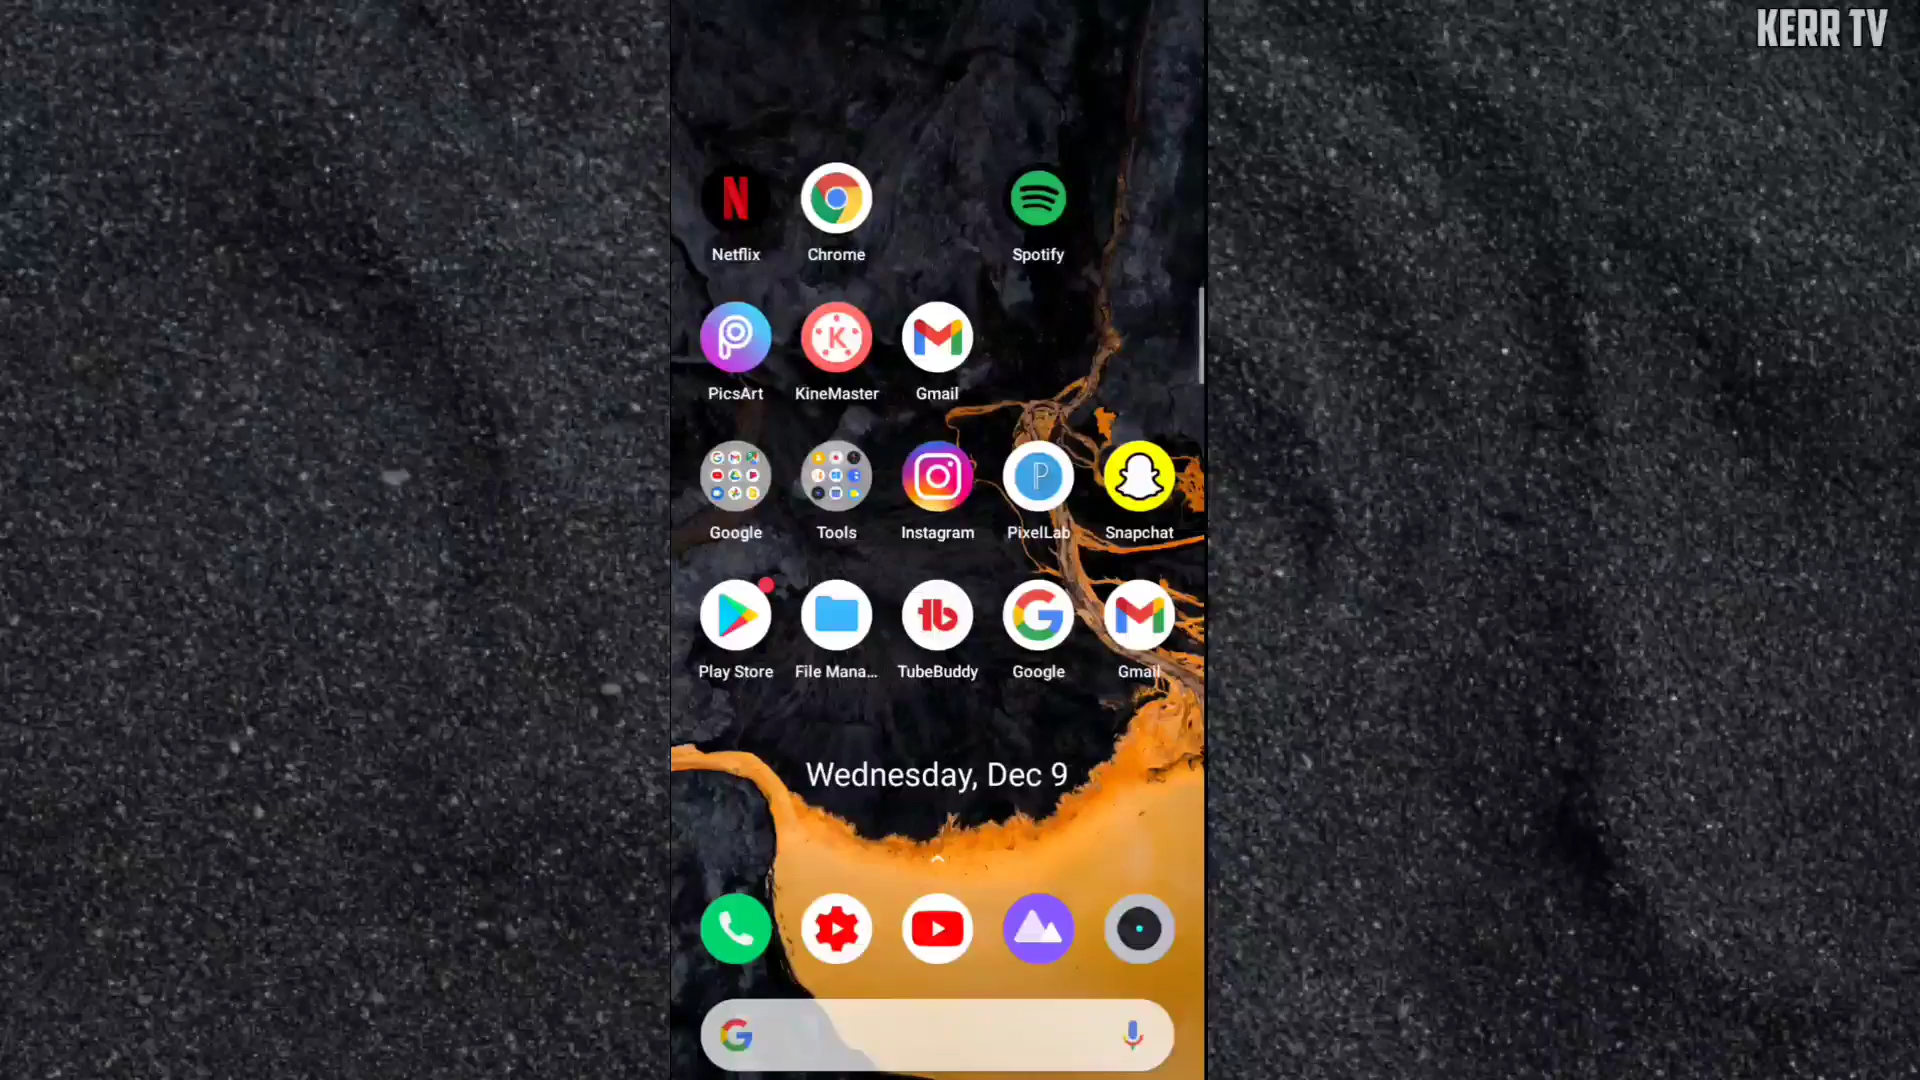 KERR TV
Netflix
Chrome
Spotify
PicsArt
KineMaster
Gmail
Google
Tools
Instagram
PixelLab
Snapchat
Play Store
File Mana...
TubeBuddy
Google
Gmail
Wednesday, Dec 9